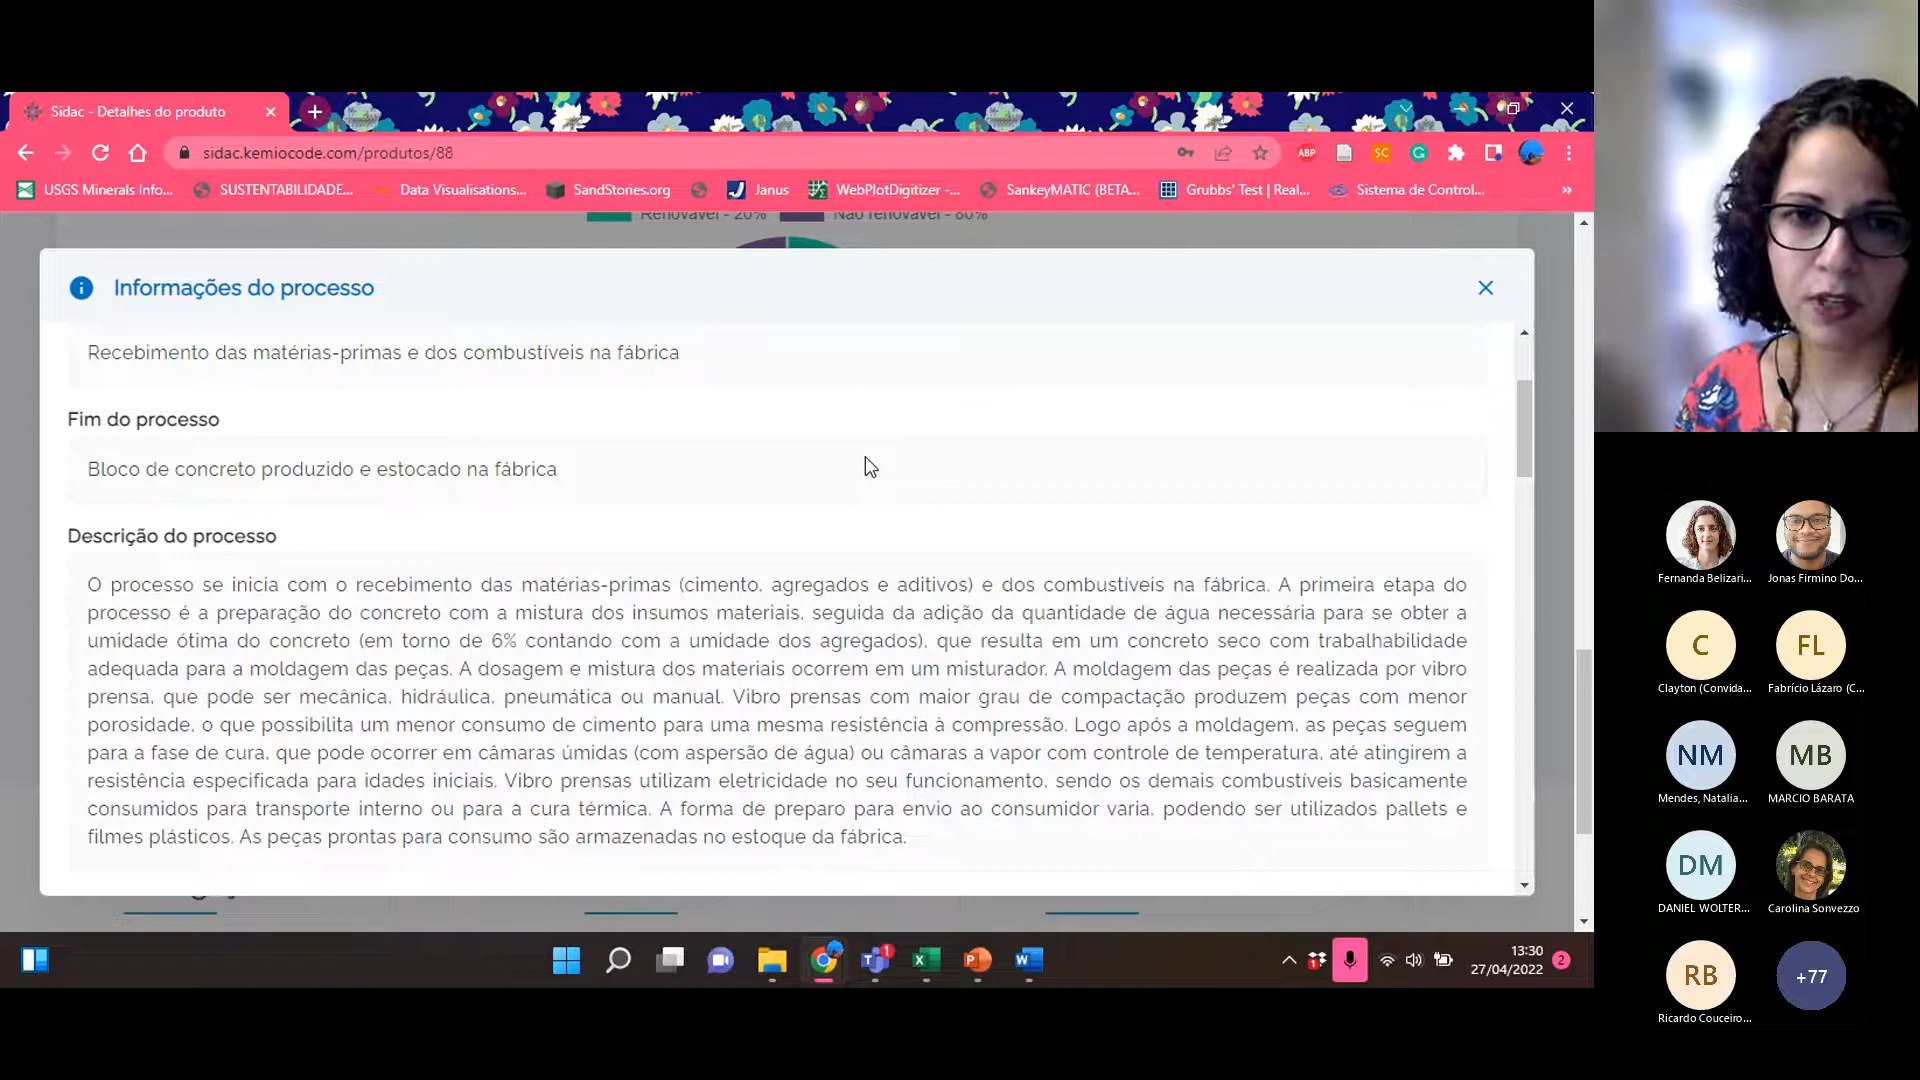 Sidac - Detalhes do produto
sidac.kemiocode.com/produtos/88
ABP
SC
USGS Minerals Info... SUSTENTABILIDADE... Data Visualisations... SandStories.org Janus WebPlotDigitizer -... SankeyMATIC (BETA... Grubbs' Test | Real... Sistema de Control... »
Renovável - 20% Não renovável - 80%
Informações do processo
Recebimento das matérias-primas e dos combustíveis na fábrica
Fim do processo
Bloco de concreto produzido e estocado na fábrica
Descrição do processo
O processo se inicia com o recebimento das matérias-primas (cimento, agregados e aditivos) e dos combustíveis na fábrica. A primeira etapa do
processo é a preparação do concreto com a mistura dos insumos materiais, seguida da adição da quantidade de água necessária para se obter a
umidade ótima do concreto (em torno de 6% contando com a umidade dos agregados), que resulta em um concreto seco com trabalhabilidade
adequada para a moldagem das peças. A dosagem e mistura dos materiais ocorrem em um misturador. A moldagem das peças é realizada por vibro
prensa, que pode ser mecânica, hidráulica, pneumática ou manual. Vibro prensas com maior grau de compactação produzem peças com menor
porosidade, o que possibilita um menor consumo de cimento para uma mesma resistência à compressão. Logo após a moldagem, as peças seguem
para a fase de cura, que pode ocorrer em câmaras úmidas (com aspersão de água) ou câmaras a vapor com controle de temperatura, até atingirem a
resistência especificada para idades iniciais. Vibro prensas utilizam eletricidade no seu funcionamento, sendo os demais combustíveis basicamente
consumidos para transporte interno ou para a cura térmica. A forma de preparo para envio ao consumidor varia, podendo ser utilizados pallets e
filmes plásticos. As peças prontas para consumo são armazenadas no estoque da fábrica.
13:30
27/04/2022
2
Fernanda Belizari... Jonas Firmino Do...
C FL
Clayton (Convida... Fabrício Lázaro (C...
NM MB
Mendes, Natalia... MARCIO BARATA
DM
DANIEL WOLTER... Carolina Sonvezzo
RB +77
Ricardo Couceiro...